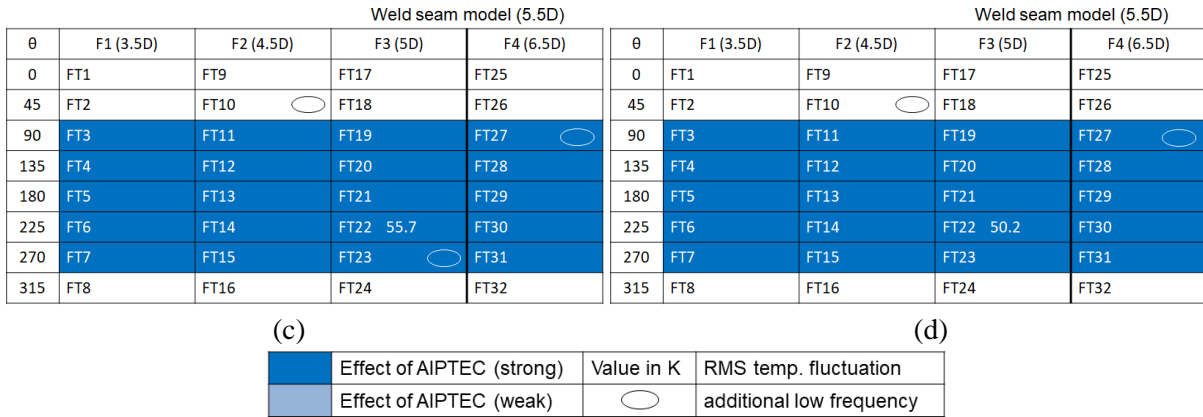 Weld seam model (5.5D)
θ F1 (3.5D) F2 (4.5D) F3 (5D) F4 (6.5D)
0 FT1 FT9 FT17 FT25
45 FT2 FT10 FT18 FT26
90 FT3 FT11 FT19 FT27
135 FT4 FT12 FT20 FT28
180 FT5 FT13 FT21 FT29
225 FT6 FT14 FT22 55.7 FT30
270 FT7 FT15 FT23 FT31
315 FT8 FT16 FT24 FT32
(c)
Weld seam model (5.5D)
θ F1 (3.5D) F2 (4.5D) F3 (5D) F4 (6.5D)
0 FT1 FT9 FT17 FT25
45 FT2 FT10 FT18 FT26
90 FT3 FT11 FT19 FT27
135 FT4 FT12 FT20 FT28
180 FT5 FT13 FT21 FT29
225 FT6 FT14 FT22 50.2 FT30
270 FT7 FT15 FT23 FT31
315 FT8 FT16 FT24 FT32
(d)
Effect of AIPTEC (strong) Value in K RMS temp. fluctuation
Effect of AIPTEC (weak) additional low frequency